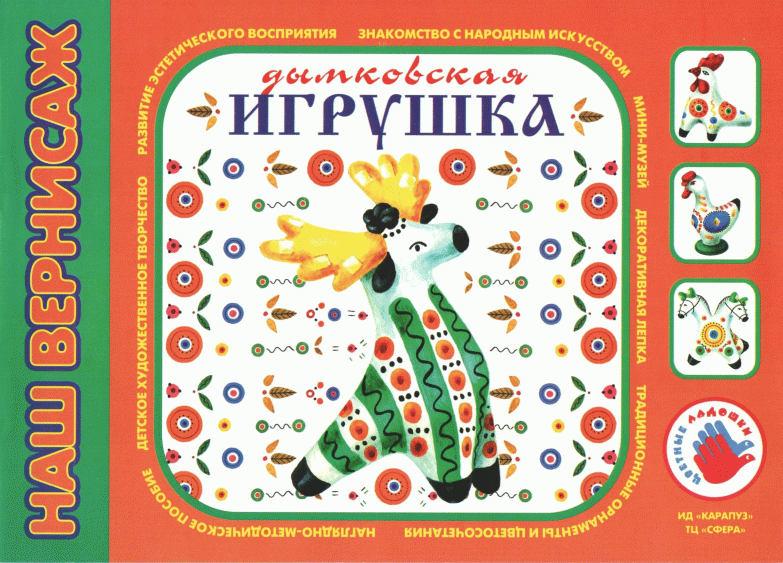 НАШ ВЕРНИСАЖ
РАЗВИТИЕ ЭСТЕТИЧЕСКОГО ВОСПРИЯТИЯ
ЗНАКОМСТВО С НАРОДНЫМ ИСКУССТВОМ
МИНИ-МУЗЕЙ
ДЕКОРАТИВНАЯ ЛЕПКА
ТРАДИЦИОННЫЕ ОРНАМЕНТЫ И ЦВЕТОСОЧЕТАНИЯ
НАГЛЯДНО-МЕТОДИЧЕСКОЕ ПОСОБИЕ
ДЕТСКОЕ ХУДОЖЕСТВЕННОЕ ТВОРЧЕСТВО
дымковская
ИГРУШКА
ЦВЕТНЫЕ ЛАДОШКИ
ИД «КАРАПУЗ»
ТЦ «СФЕРА»